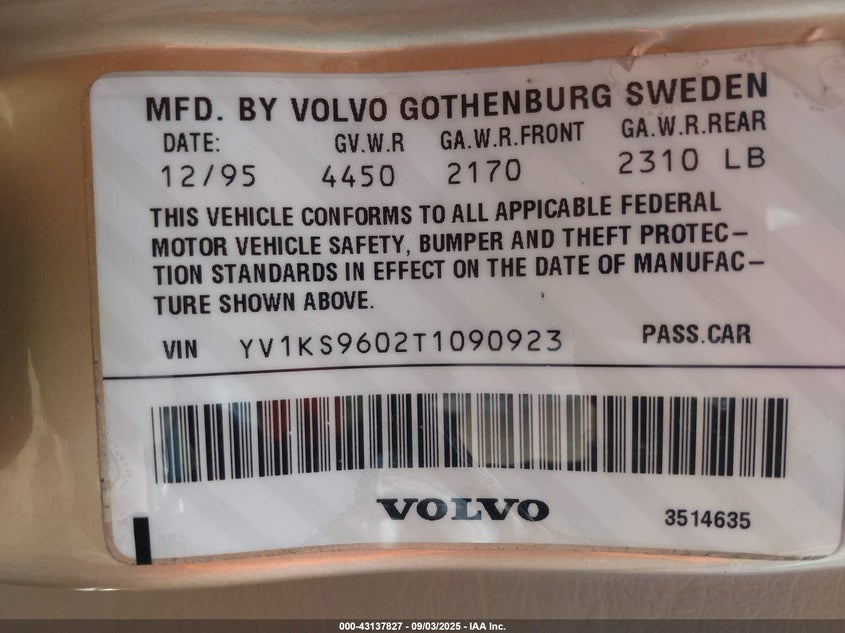 MFD. BY VOLVO GOTHENBURG SWEDEN
DATE: GV.W.R GA.W.R.FRONT GA.W.R.REAR
12/95 4450 2170 2310 LB
THIS VEHICLE CONFORMS TO ALL APPICABLE FEDERAL
MOTOR VEHICLE SAFETY, BUMPER AND THEFT PROTEC–
TION STANDARDS IN EFFECT ON THE DATE OF MANUFAC–
TURE SHOWN ABOVE.
VIN YV1KS9602T1090923 PASS.CAR
VOLVO 3514635
000-43137827 - 09/03/2025 - IAA Inc.